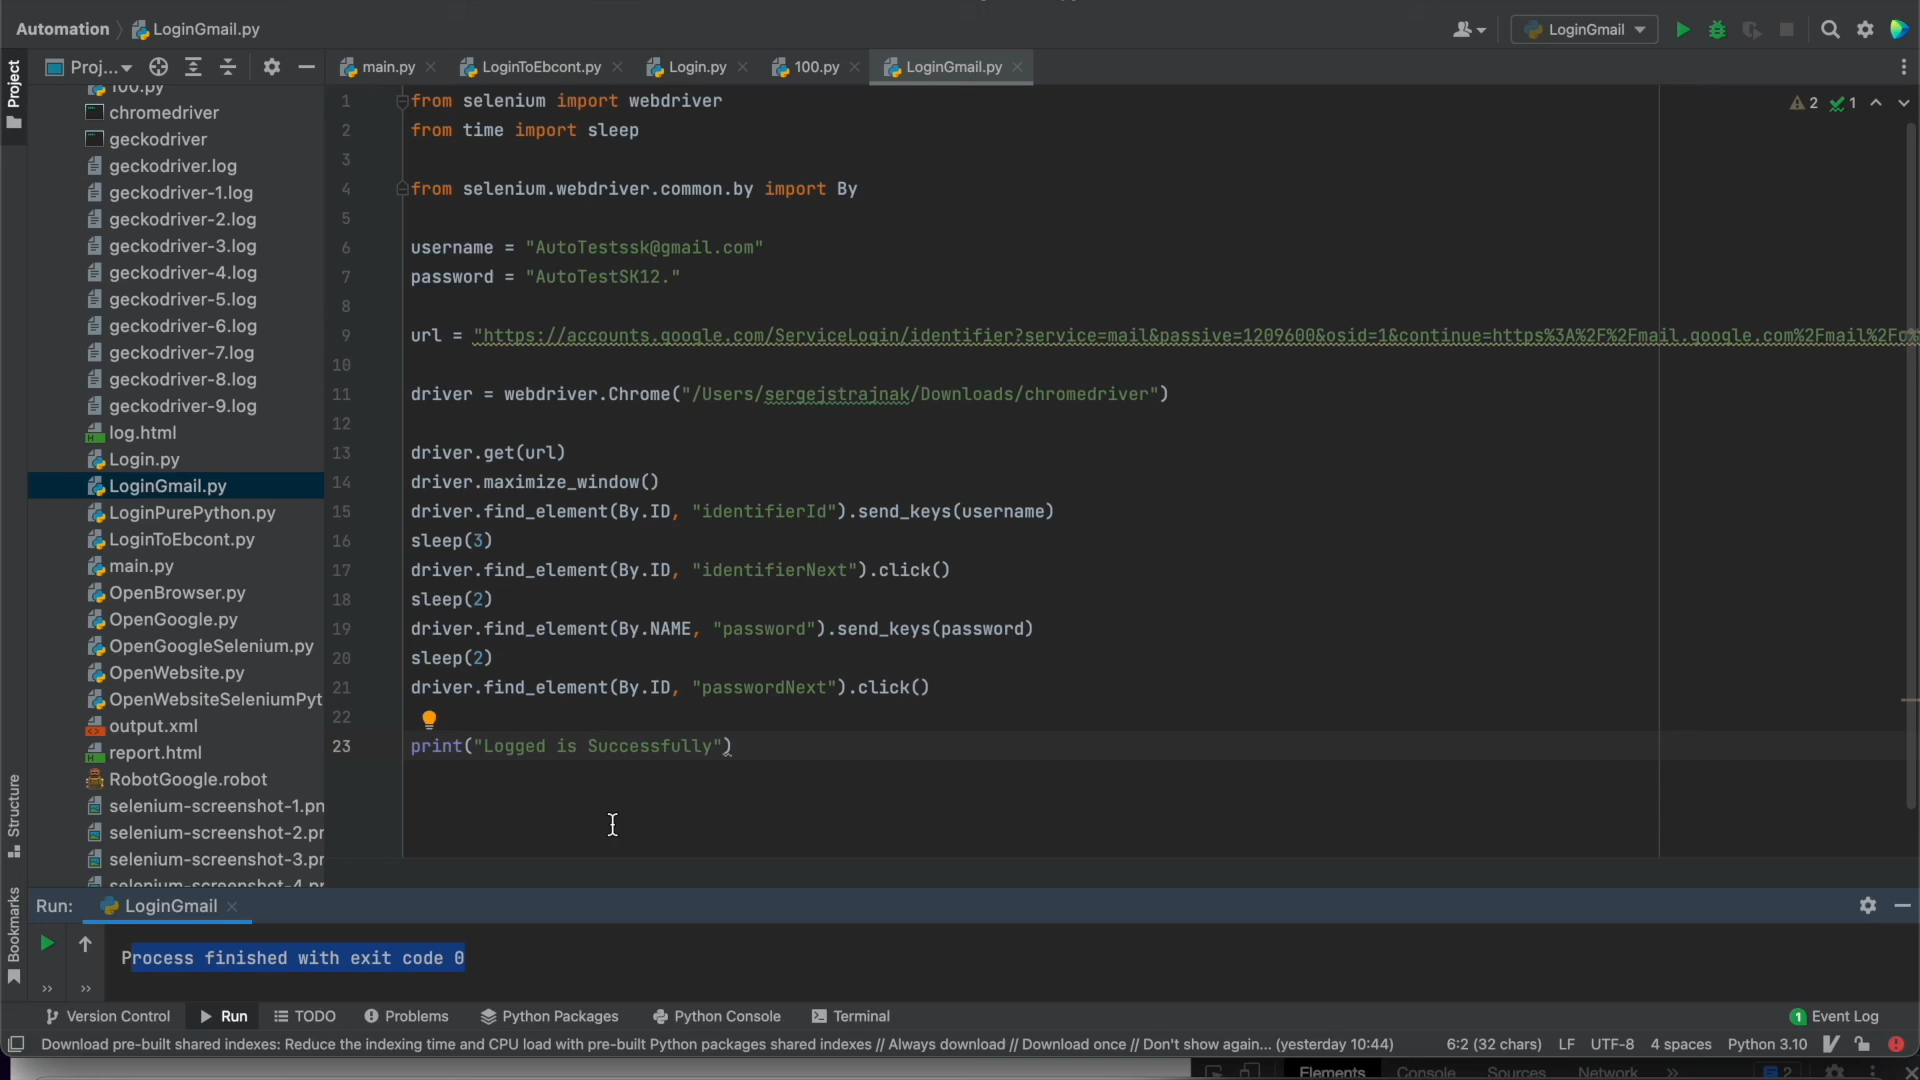 Automation
LoginGmail.py
LoginGmail
Project
Proj...
main.py
LoginToEbcont.py
Login.py
100.py
LoginGmail.py
100.py
chromedriver
geckodriver
geckodriver.log
geckodriver-1.log
geckodriver-2.log
geckodriver-3.log
geckodriver-4.log
geckodriver-5.log
geckodriver-6.log
geckodriver-7.log
geckodriver-8.log
geckodriver-9.log
log.html
Login.py
LoginGmail.py
LoginPurePython.py
LoginToEbcont.py
main.py
OpenBrowser.py
OpenGoogle.py
OpenGoogleSelenium.py
OpenWebsite.py
OpenWebsiteSeleniumPyt
output.xml
report.html
RobotGoogle.robot
selenium-screenshot-1.pn
selenium-screenshot-2.pr
selenium-screenshot-3.pr
selenium-screenshot-4.pr
2 1
1 from selenium import webdriver
2 from time import sleep
3
4 from selenium.webdriver.common.by import By
5
6 username = "AutoTestssk@gmail.com"
7 password = "AutoTestSK12."
8
9 url = "https://accounts.google.com/ServiceLogin/identifier?service=mail&passive=1209600&osid=1&continue=https%3A%2F%2Fmail.google.com%2Fmail%2Fu%
10
11 driver = webdriver.Chrome("/Users/sergejstrajnak/Downloads/chromedriver")
12
13 driver.get(url)
14 driver.maximize_window()
15 driver.find_element(By.ID, "identifierId").send_keys(username)
16 sleep(3)
17 driver.find_element(By.ID, "identifierNext").click()
18 sleep(2)
19 driver.find_element(By.NAME, "password").send_keys(password)
20 sleep(2)
21 driver.find_element(By.ID, "passwordNext").click()
22
23 print("Logged is Successfully")
Structure
Bookmarks
Run: LoginGmail
Process finished with exit code 0
Version Control Run TODO Problems Python Packages Python Console Terminal 1 Event Log
Download pre-built shared indexes: Reduce the indexing time and CPU load with pre-built Python packages shared indexes // Always download // Download once // Don't show again... (yesterday 10:44) 6:2 (32 chars) LF UTF-8 4 spaces Python 3.10
Elements Console Sources Network » 2